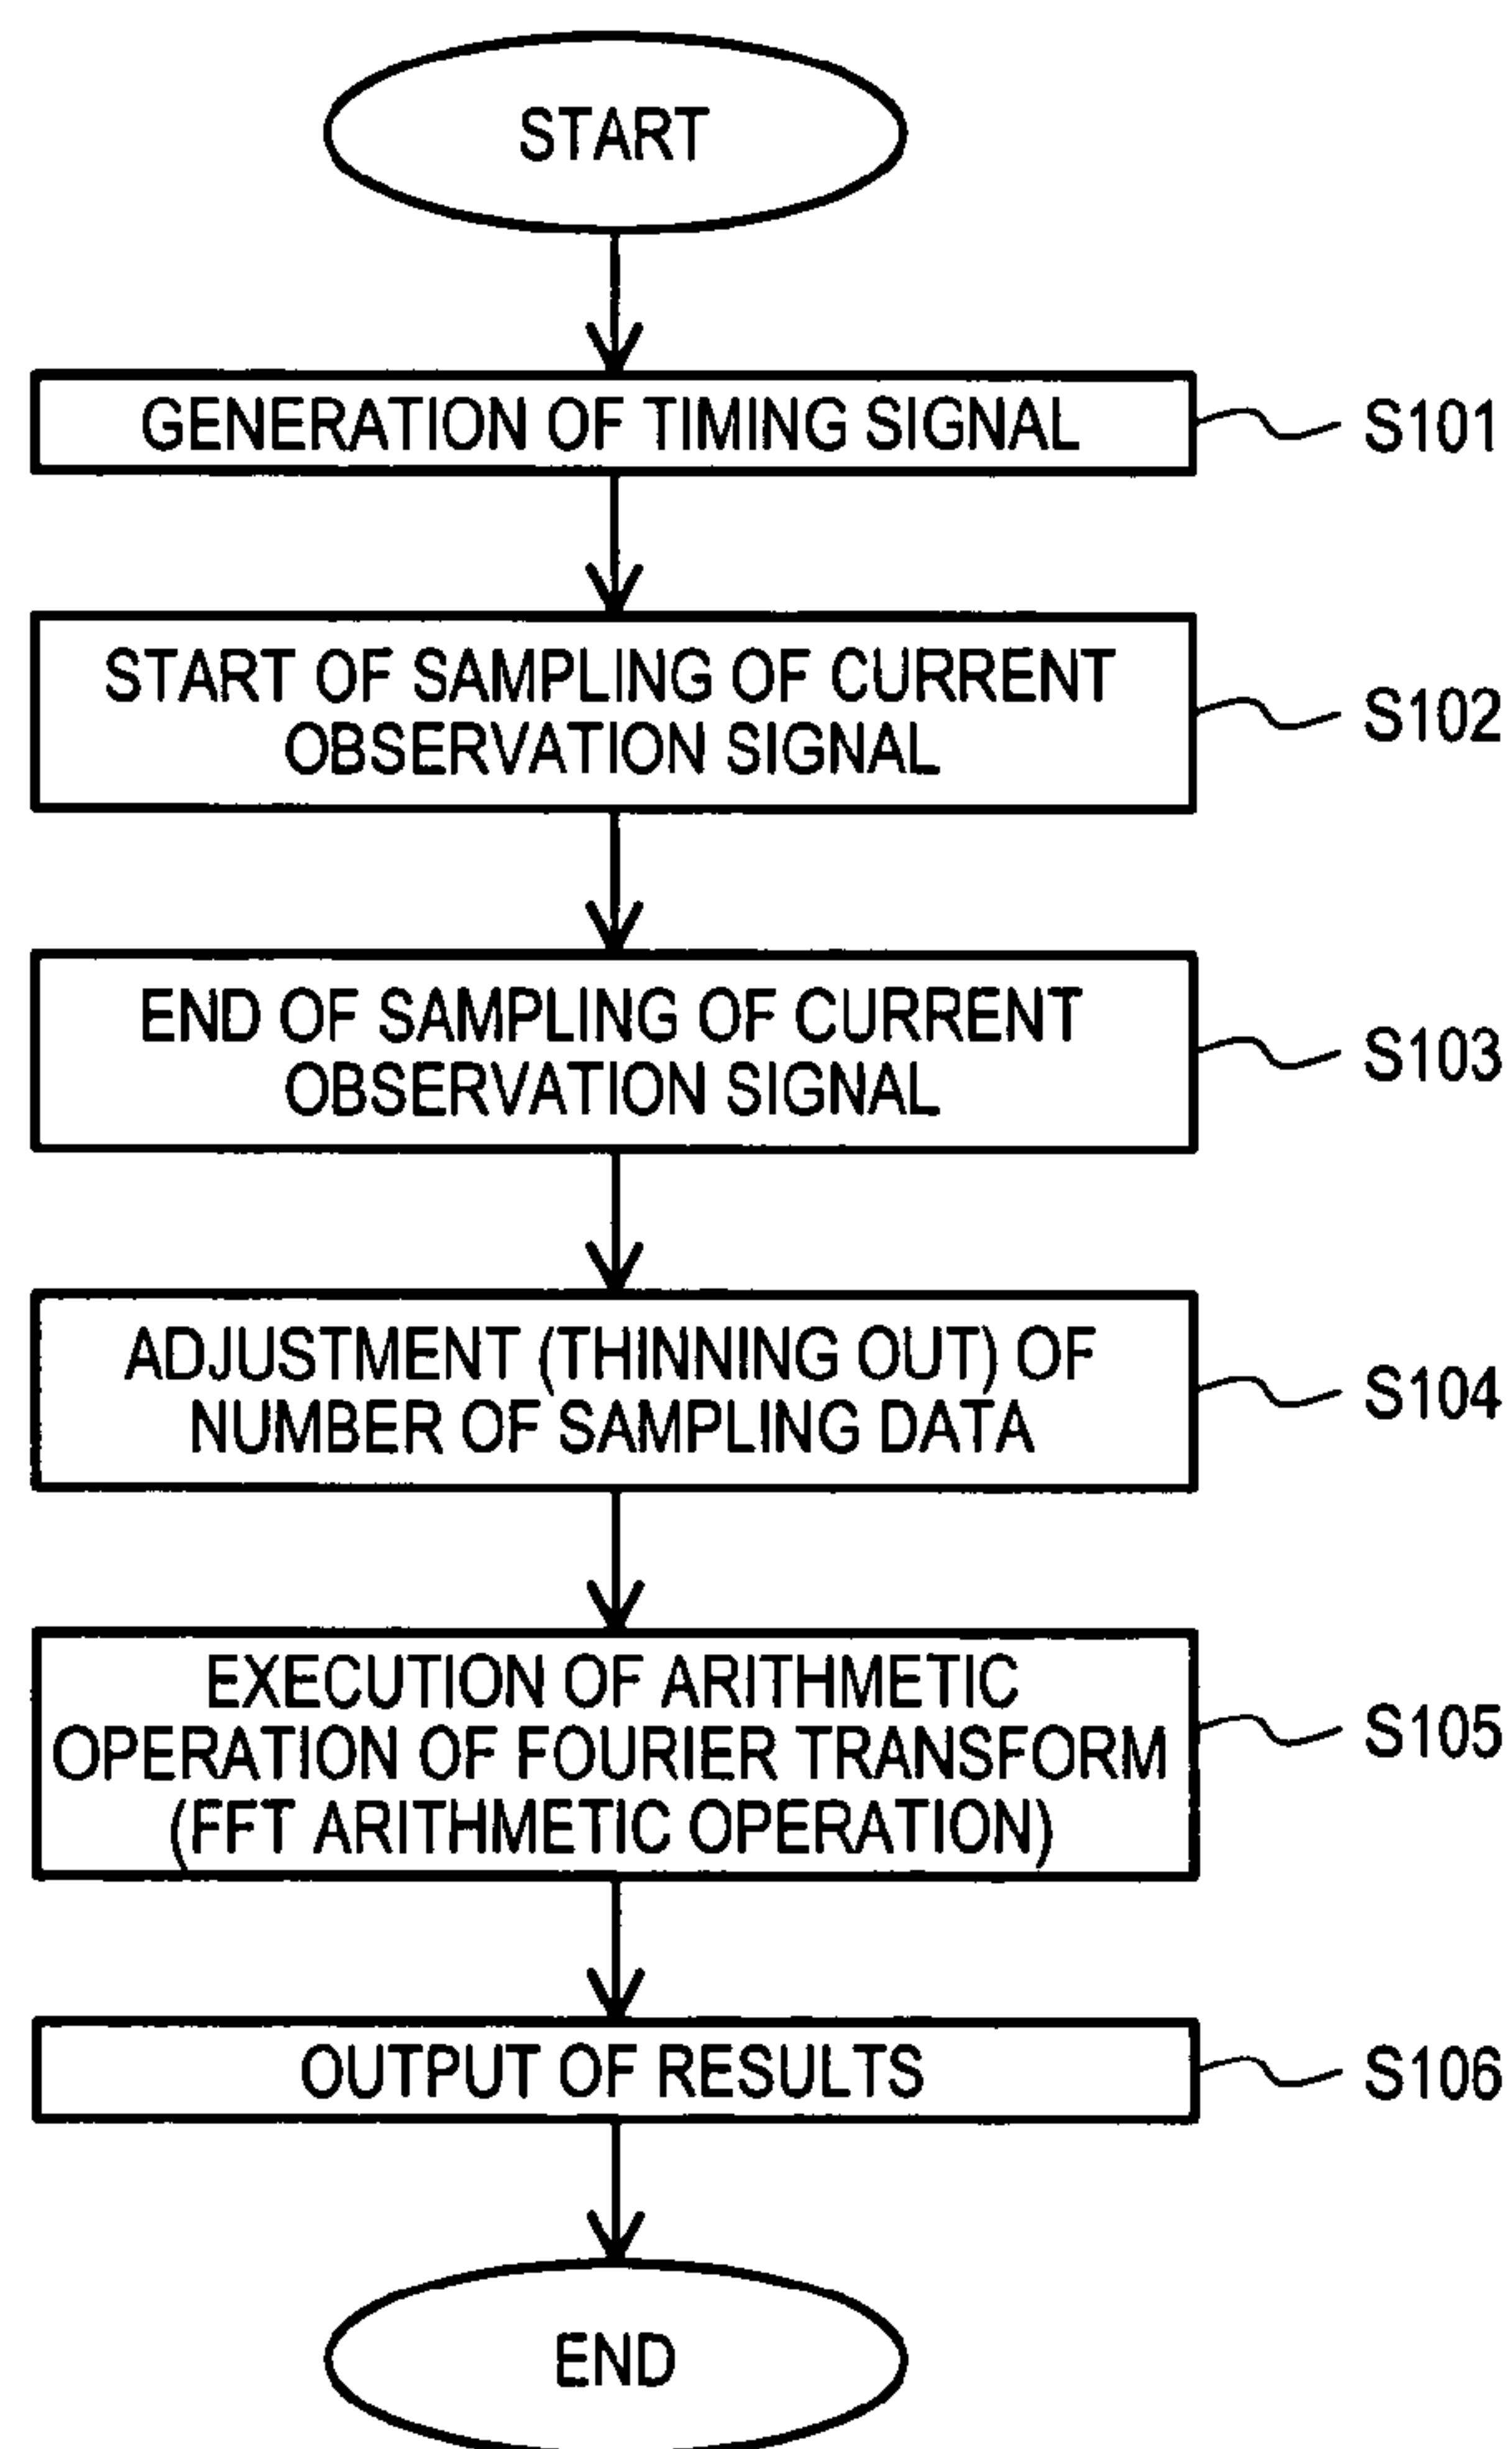 START
GENERATION OF TIMING SIGNAL
S101
START OF SAMPLING OF CURRENT
OBSERVATION SIGNAL
S102
END OF SAMPLING OF CURRENT
OBSERVATION SIGNAL
S103
ADJUSTMENT (THINNING OUT) OF
NUMBER OF SAMPLING DATA
S104
EXECUTION OF ARITHMETIC
OPERATION OF FOURIER TRANSFORM
(FFT ARITHMETIC OPERATION)
S105
OUTPUT OF RESULTS
S106
END